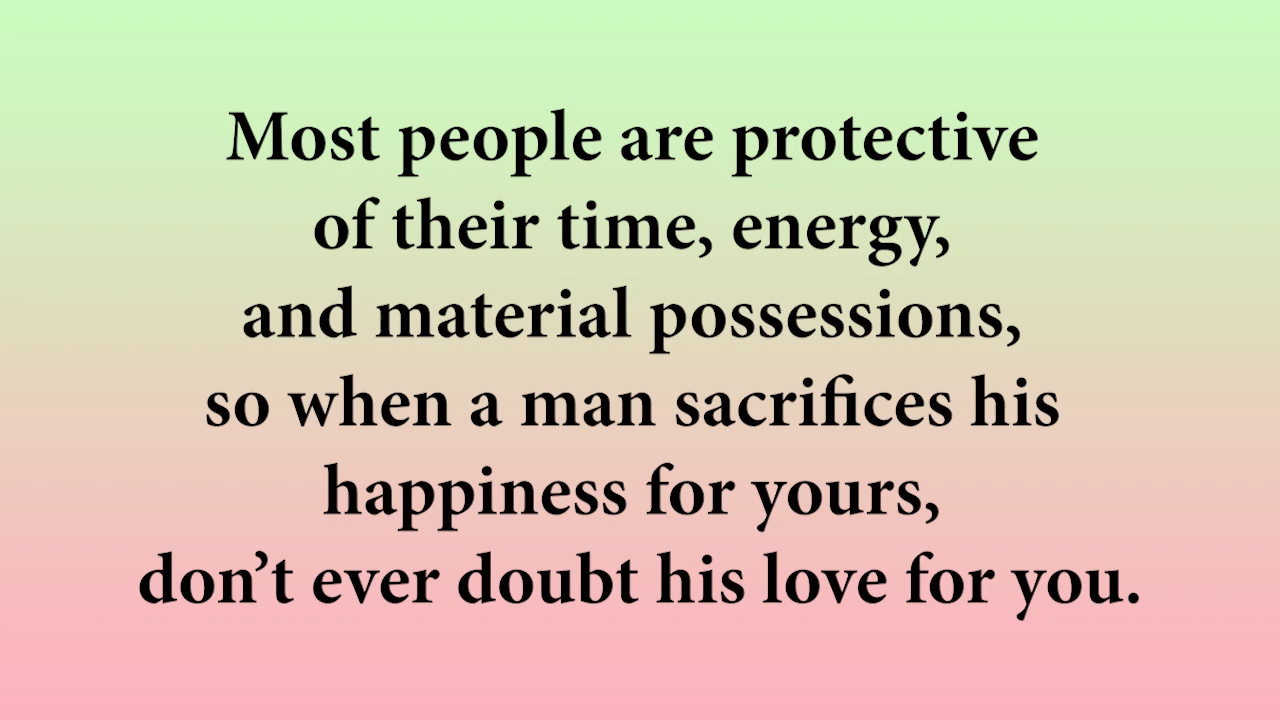 Most people are protective
of their time, energy,
and material possessions,
so when a man sacrifices his
happiness for yours,
don’t ever doubt his love for you.